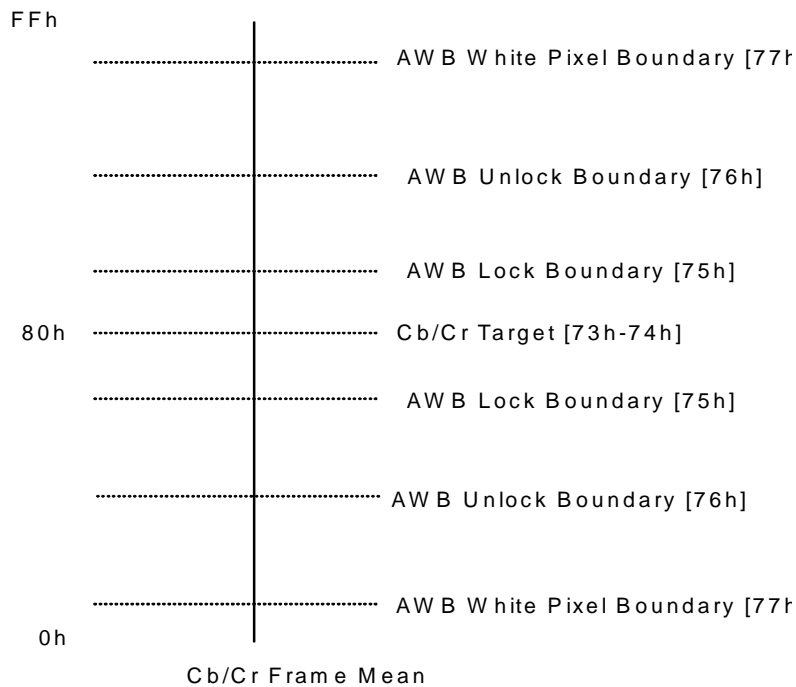 FFh
AWB White Pixel Boundary [77h
AWB Unlock Boundary [76h]
AWB Lock Boundary [75h]
80h
Cb/Cr Target [73h-74h]
AWB Lock Boundary [75h]
AWB Unlock Boundary [76h]
AWB White Pixel Boundary [77h
0h
Cb/Cr Frame Mean